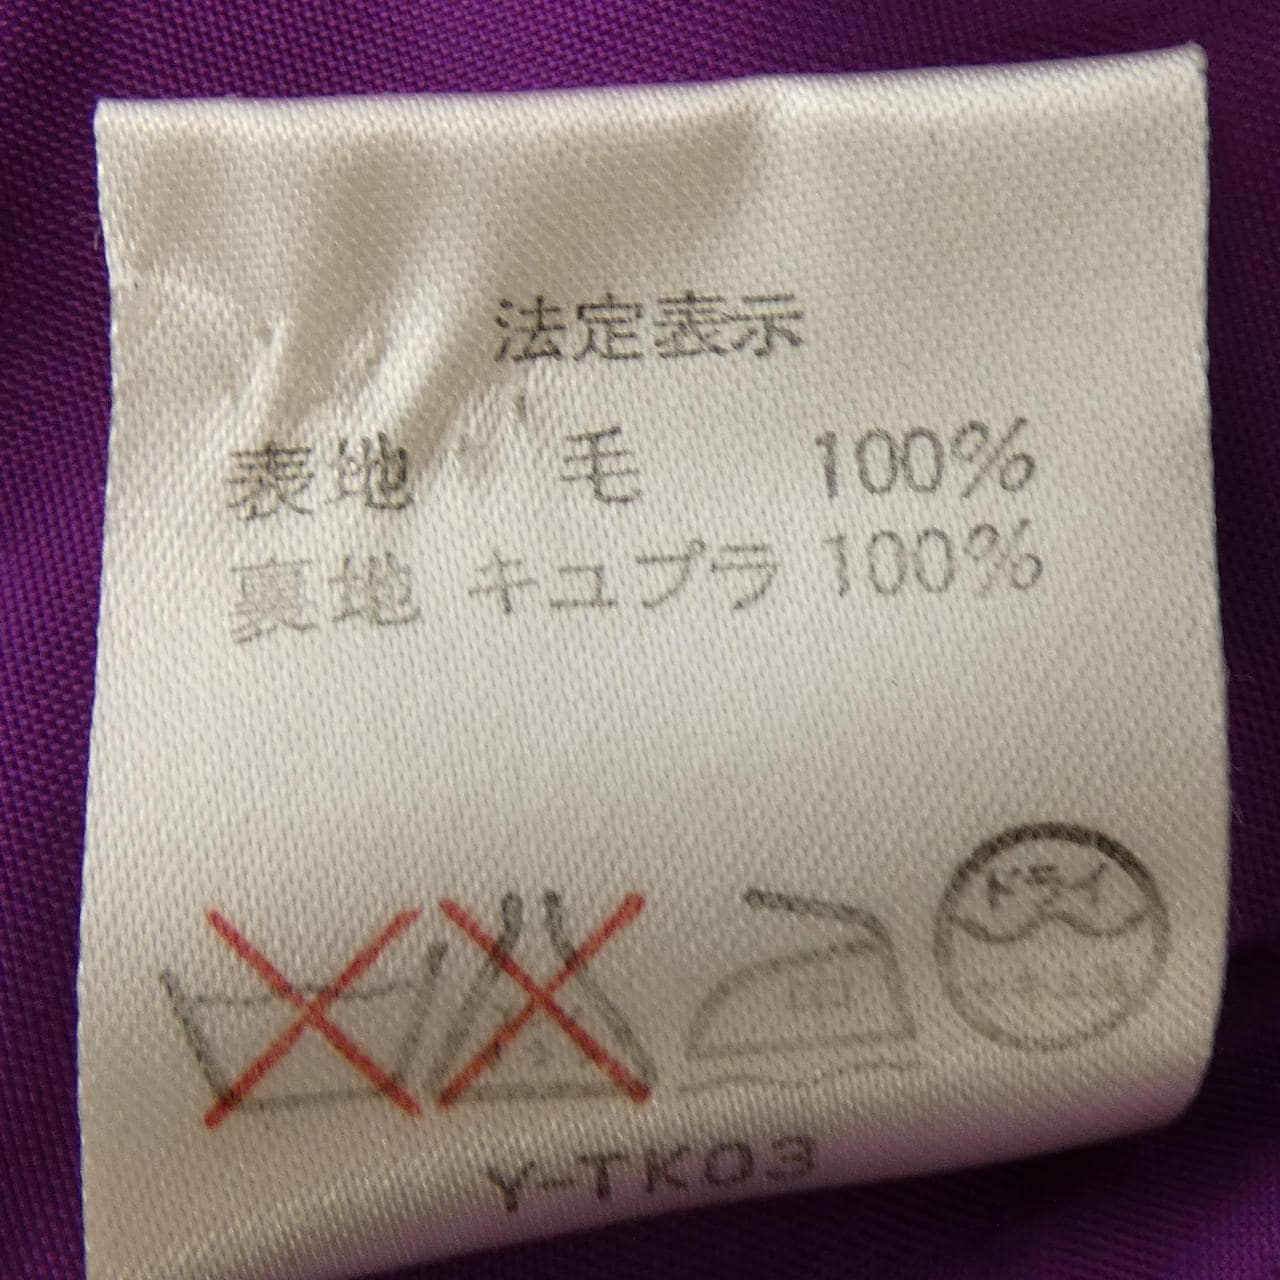 法定表示
表地 毛 100%
裏地 キュプラ 100%
ドライ
Y-TK03